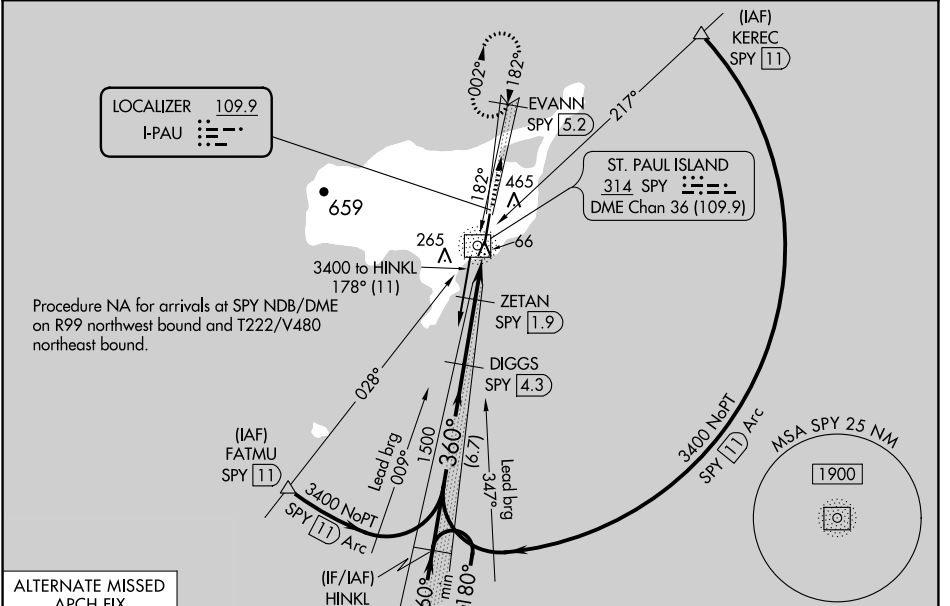 (IAF)
KEREC
SPY 11
002°
182°
EVANN
SPY 5.2
217°
LOCALIZER 109.9
I-PAU
ST. PAUL ISLAND
314 SPY
DME Chan 36 (109.9)
182°
465
659
265
66
3400 to HINKL
178° (11)
Procedure NA for arrivals at SPY NDB/DME
on R99 northwest bound and T222/V480
northeast bound.
ZETAN
SPY 1.9
DIGGS
SPY 4.3
028°
(IAF)
FATMU
SPY 11
Lead brg
009°
1500
360°
(6.7)
Lead brg
347°
3400 NoPT
SPY 11 Arc
3400 NoPT
SPY 11 Arc
MSA SPY 25 NM
1900
(IF/IAF)
HINKL
60°
min
180°
ALTERNATE MISSED
APCH FIX